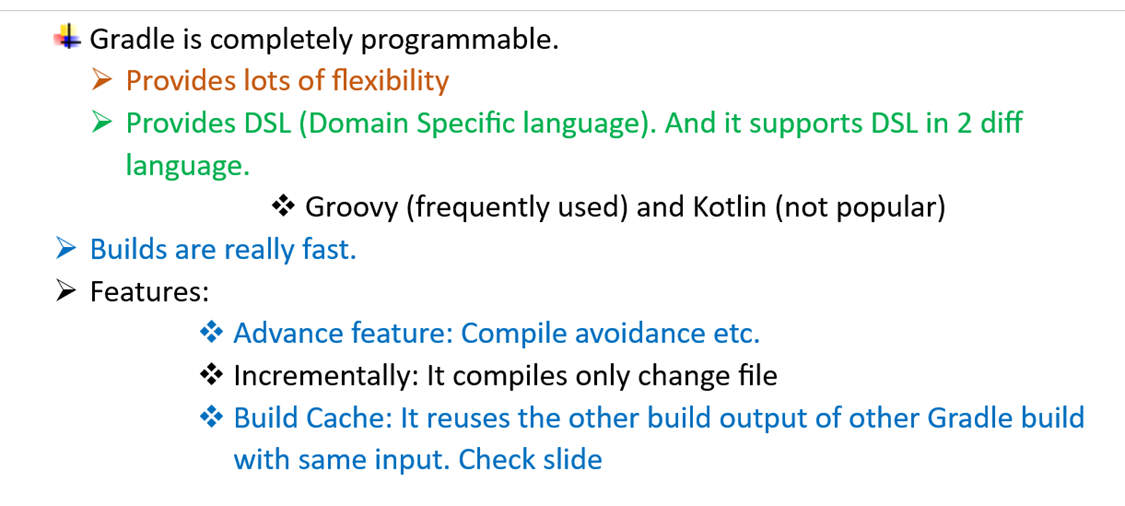 Gradle is completely programmable.
Provides lots of flexibility
Provides DSL (Domain Specific language). And it supports DSL in 2 diff
language.
Groovy (frequently used) and Kotlin (not popular)
Builds are really fast.
Features:
Advance feature: Compile avoidance etc.
Incrementally: It compiles only change file
Build Cache: It reuses the other build output of other Gradle build
with same input. Check slide